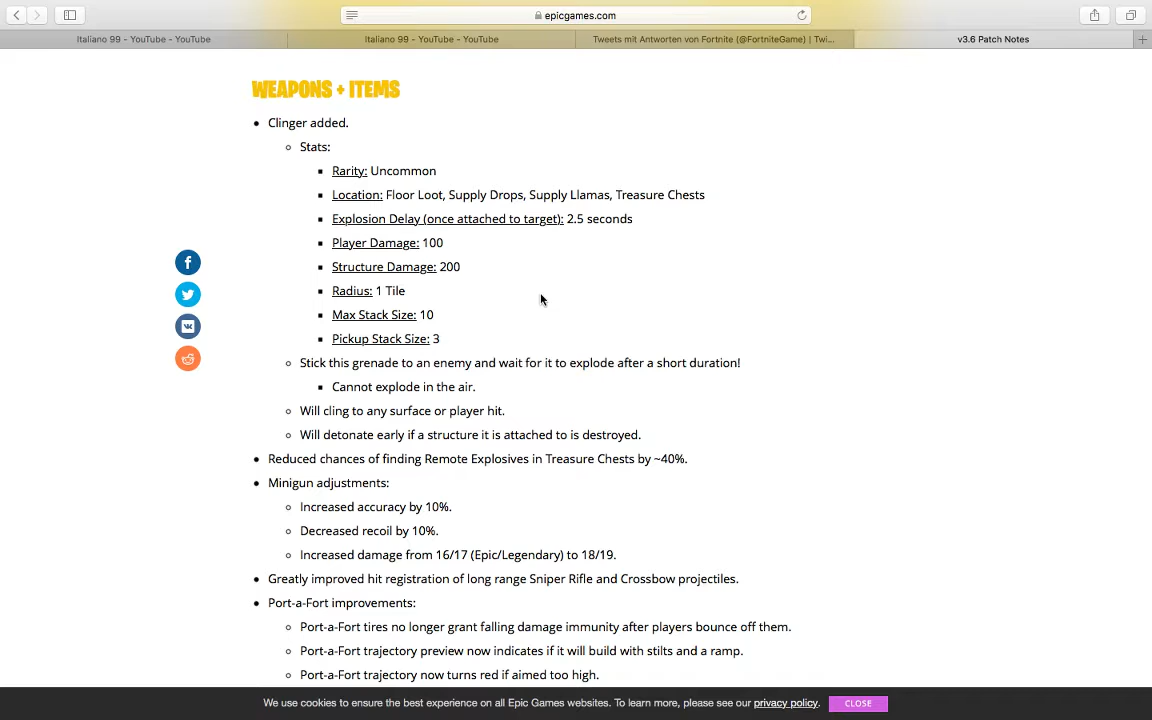 epicgames.com
Italiano 99 - YouTube - YouTube
Italiano 99 - YouTube - YouTube
Tweets mit Antworten von Fortnite (@FortniteGame) | Twi...
v3.6 Patch Notes
WEAPONS + ITEMS
Clinger added.
Stats:
Rarity: Uncommon
Location: Floor Loot, Supply Drops, Supply Llamas, Treasure Chests
Explosion Delay (once attached to target): 2.5 seconds
Player Damage: 100
Structure Damage: 200
Radius: 1 Tile
Max Stack Size: 10
Pickup Stack Size: 3
Stick this grenade to an enemy and wait for it to explode after a short duration!
Cannot explode in the air.
Will cling to any surface or player hit.
Will detonate early if a structure it is attached to is destroyed.
Reduced chances of finding Remote Explosives in Treasure Chests by ~40%.
Minigun adjustments:
Increased accuracy by 10%.
Decreased recoil by 10%.
Increased damage from 16/17 (Epic/Legendary) to 18/19.
Greatly improved hit registration of long range Sniper Rifle and Crossbow projectiles.
Port-a-Fort improvements:
Port-a-Fort tires no longer grant falling damage immunity after players bounce off them.
Port-a-Fort trajectory preview now indicates if it will build with stilts and a ramp.
Port-a-Fort trajectory now turns red if aimed too high.
We use cookies to ensure the best experience on all Epic Games websites. To learn more, please see our privacy policy. CLOSE